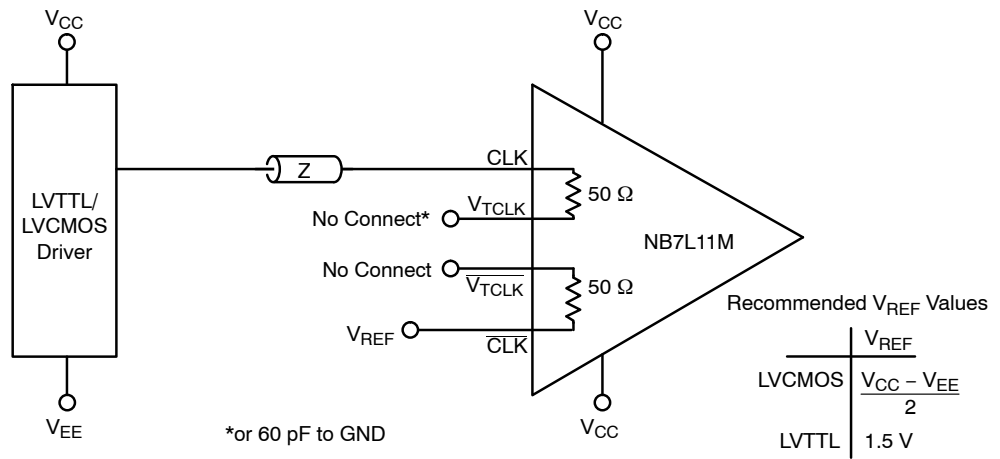 VCC
VCC
LVTTL/
LVCMOS
Driver
Z
CLK
50 Ω
VTCLK
No Connect*
NB7L11M
No Connect
VTCLK
50 Ω
VREF
CLK
VEE
VCC
*or 60 pF to GND
Recommended VREF Values
VREF
LVCMOS
VCC – VEE
2
LVTTL
1.5 V